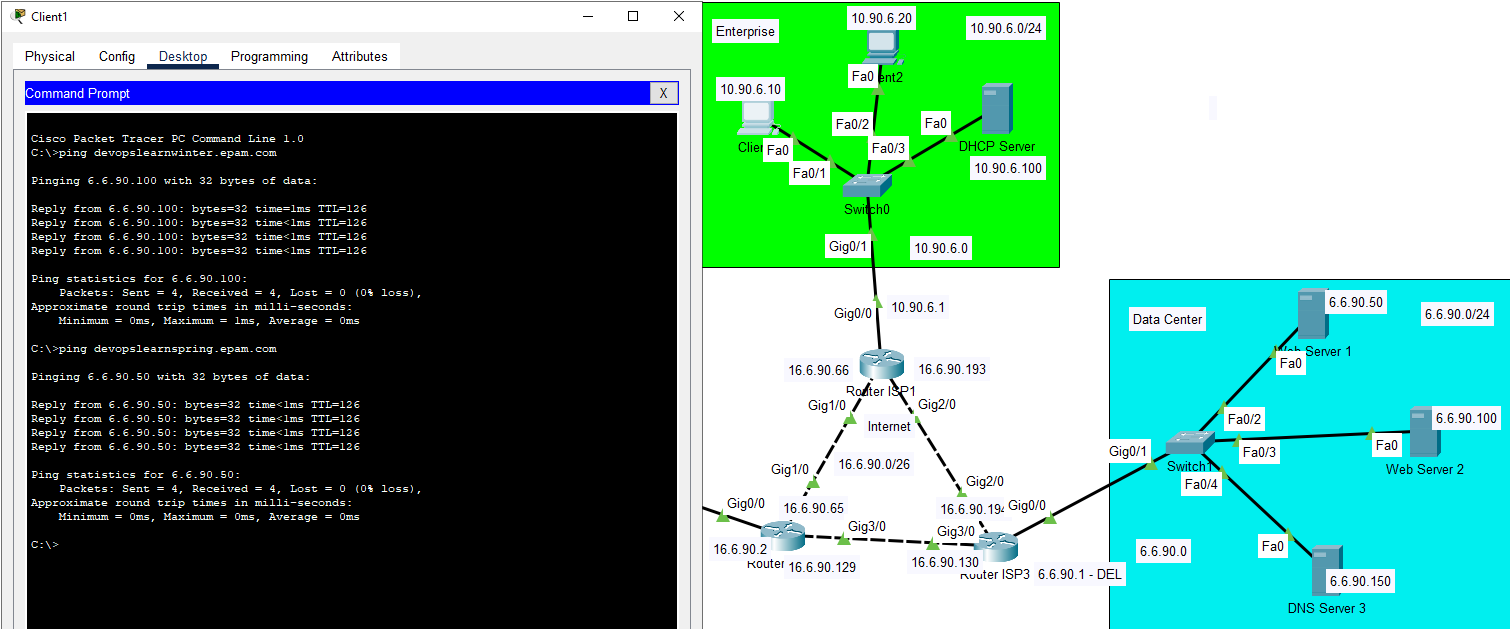 Client1
Physical Config Desktop Programming Attributes
Command Prompt X
Cisco Packet Tracer PC Command Line 1.0
C:\>ping devopslearnwinter.epam.com
Pinging 6.6.90.100 with 32 bytes of data:
Reply from 6.6.90.100: bytes=32 time=1ms TTL=126
Reply from 6.6.90.100: bytes=32 time<1ms TTL=126
Reply from 6.6.90.100: bytes=32 time<1ms TTL=126
Reply from 6.6.90.100: bytes=32 time<1ms TTL=126
Ping statistics for 6.6.90.100:
Packets: Sent = 4, Received = 4, Lost = 0 (0% loss),
Approximate round trip times in milli-seconds:
Minimum = 0ms, Maximum = 1ms, Average = 0ms
C:\>ping devopslearnspring.epam.com
Pinging 6.6.90.50 with 32 bytes of data:
Reply from 6.6.90.50: bytes=32 time<1ms TTL=126
Reply from 6.6.90.50: bytes=32 time<1ms TTL=126
Reply from 6.6.90.50: bytes=32 time<1ms TTL=126
Reply from 6.6.90.50: bytes=32 time<1ms TTL=126
Ping statistics for 6.6.90.50:
Packets: Sent = 4, Received = 4, Lost = 0 (0% loss),
Approximate round trip times in milli-seconds:
Minimum = 0ms, Maximum = 0ms, Average = 0ms
C:\>
Enterprise
10.90.6.20
10.90.6.0/24
Fa0
ent2
10.90.6.10
Fa0/2
Fa0
Clie
Fa0
Fa0/3
DHCP Server
Fa0/1
10.90.6.100
Switch0
Gig0/1
10.90.6.0
Gig0/0
10.90.6.1
16.6.90.66
16.6.90.193
Router ISP1
Gig1/0
Gig2/0
Internet
16.6.90.0/26
Gig1/0
Gig2/0
Gig0/0
16.6.90.65
16.6.90.194
Gig0/0
Gig3/0
Gig3/0
16.6.90.2
Router
16.6.90.129
16.6.90.130
Router ISP3
6.6.90.1 - DEL
Data Center
6.6.90.50
6.6.90.0/24
Web Server 1
Fa0
Fa0/2
6.6.90.100
Gig0/1
Fa0/3
Fa0
Switch1
Web Server 2
Fa0/4
6.6.90.0
Fa0
6.6.90.150
DNS Server 3